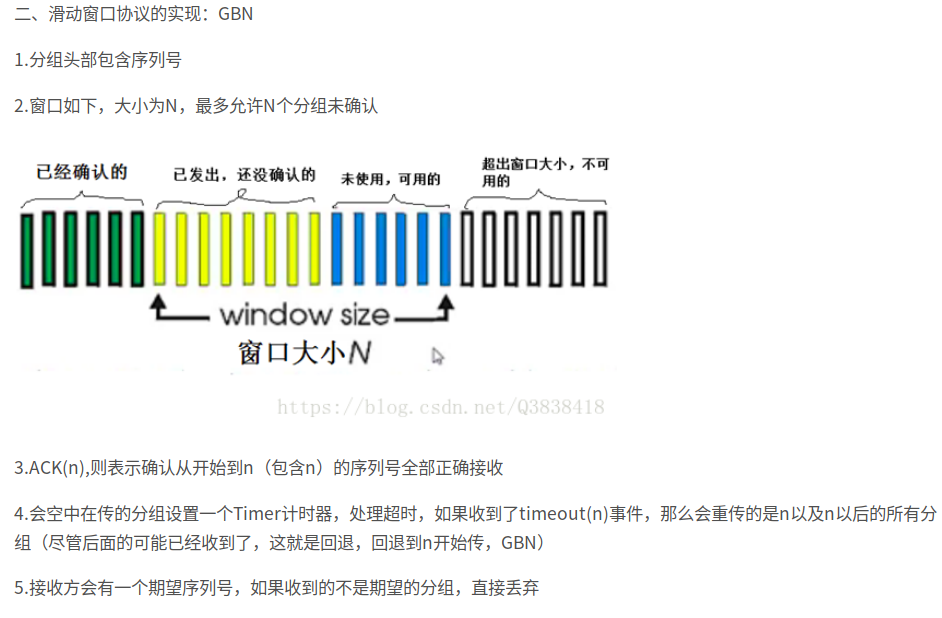 二、滑动窗口协议的实现：GBN
1.分组头部包含序列号
2.窗口如下，大小为N，最多允许N个分组未确认
已经确认的
已发出，还没确认的
未使用，可用的
超出窗口大小，不可
用的
window size
窗口大小N
https://blog.csdn.net/Q3838418
3.ACK(n),则表示确认从开始到n（包含n）的序列号全部正确接收
4.会空中在传的分组设置一个Timer计时器，处理超时，如果收到了timeout(n)事件，那么会重传的是n以及n以后的所有分
组（尽管后面的可能已经收到了，这就是回退，回退到n开始传，GBN）
5.接收方会有一个期望序列号，如果收到的不是期望的分组，直接丢弃